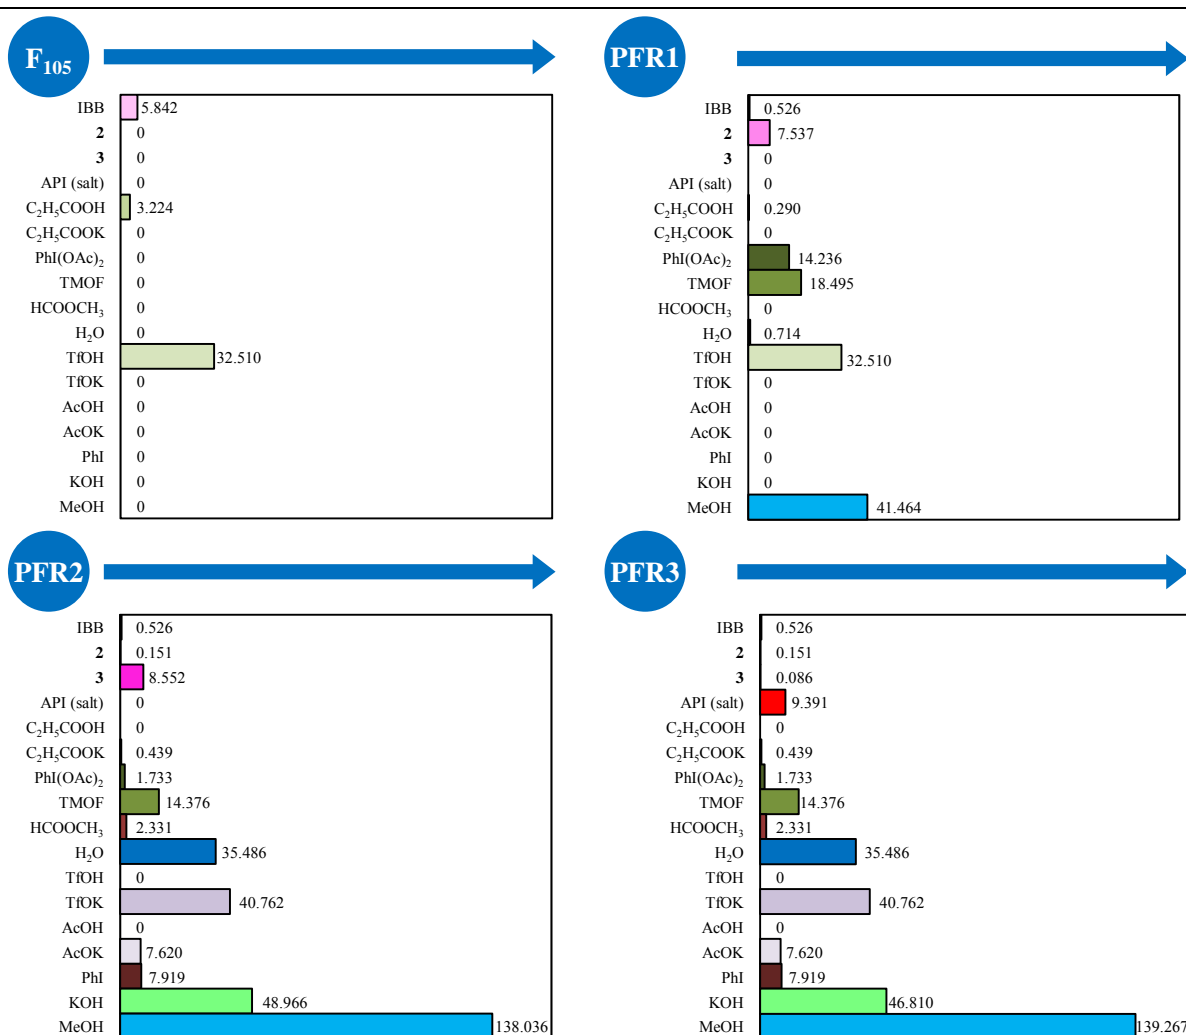 F₁₀₅
IBB 5.842
2 0
3 0
API (salt) 0
C₂H₅COOH 3.224
C₂H₅COOK 0
PhI(OAc)₂ 0
TMOF 0
HCOOCH₃ 0
H₂O 0
TfOH 32.510
TfOK 0
AcOH 0
AcOK 0
PhI 0
KOH 0
MeOH 0
PFR1
IBB 0.526
2 7.537
3 0
API (salt) 0
C₂H₅COOH 0.290
C₂H₅COOK 0
PhI(OAc)₂ 14.236
TMOF 18.495
HCOOCH₃ 0
H₂O 0.714
TfOH 32.510
TfOK 0
AcOH 0
AcOK 0
PhI 0
KOH 0
MeOH 41.464
PFR2
IBB 0.526
2 0.151
3 8.552
API (salt) 0
C₂H₅COOH 0
C₂H₅COOK 0.439
PhI(OAc)₂ 1.733
TMOF 14.376
HCOOCH₃ 2.331
H₂O 35.486
TfOH 0
TfOK 40.762
AcOH 0
AcOK 7.620
PhI 7.919
KOH 48.966
MeOH 138.036
PFR3
IBB 0.526
2 0.151
3 0.086
API (salt) 9.391
C₂H₅COOH 0
C₂H₅COOK 0.439
PhI(OAc)₂ 1.733
TMOF 14.376
HCOOCH₃ 2.331
H₂O 35.486
TfOH 0
TfOK 40.762
AcOH 0
AcOK 7.620
PhI 7.919
KOH 46.810
MeOH 139.267